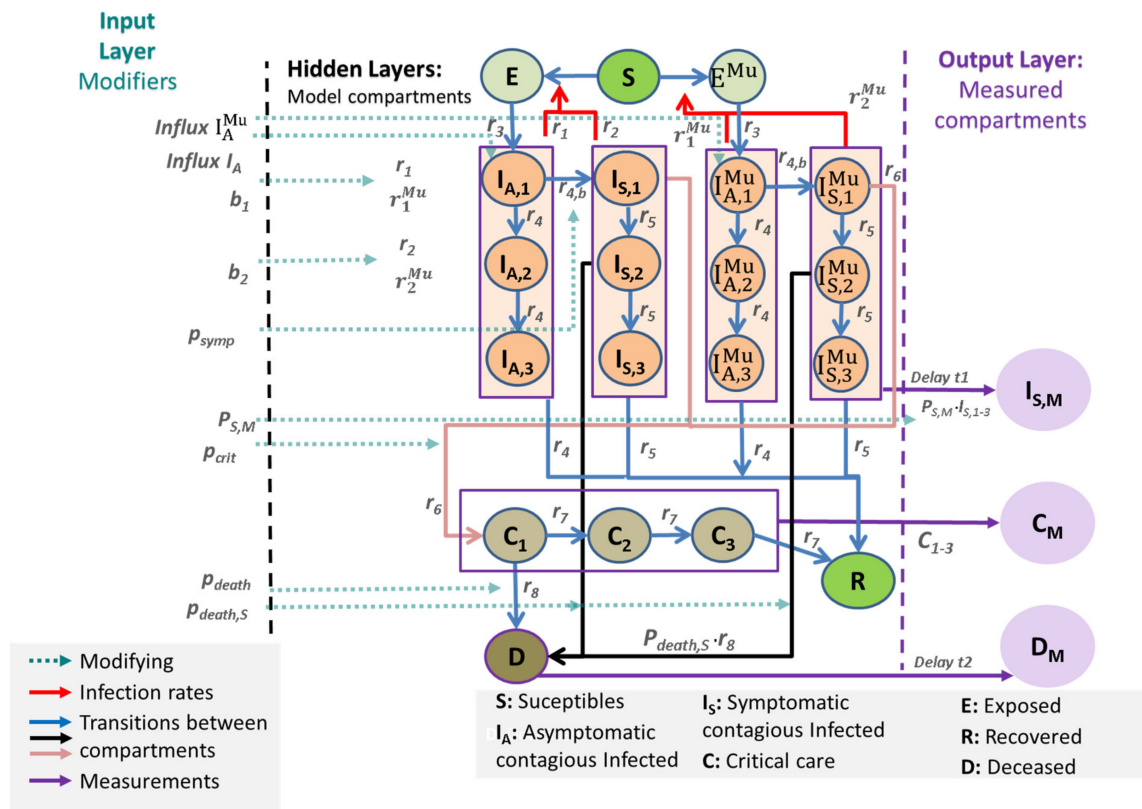 Input
Layer
Modifiers
Hidden Layers:
Model compartments
Output Layer:
Measured
compartments
E
S
E^Mu
Influx I_A^Mu
Influx I_A
b_1
b_2
p_symp
P_S,M
p_crit
p_death
p_death,S
r_1
r_1^Mu
r_2
r_2^Mu
r_3
r_1
r_2
r_1^Mu
r_3
r_2^Mu
I_A,1
r_4,b
I_S,1
I_A,1^Mu
r_4,b
I_S,1^Mu
r_6
r_4
r_5
r_4
r_5
I_A,2
I_S,2
I_A,2^Mu
I_S,2^Mu
r_4
r_5
r_4
r_5
I_A,3
I_S,3
I_A,3^Mu
I_S,3^Mu
Delay t1
P_S,M·I_S,1-3
I_S,M
r_4
r_5
r_4
r_5
r_6
C_1
r_7
C_2
r_7
C_3
r_7
R
C_1-3
C_M
r_8
P_death,S·r_8
D
Delay t2
D_M
Modifying
Infection rates
Transitions between
compartments
Measurements
S: Suceptibles
I_A: Asymptomatic
contagious Infected
I_S: Symptomatic
contagious Infected
C: Critical care
E: Exposed
R: Recovered
D: Deceased